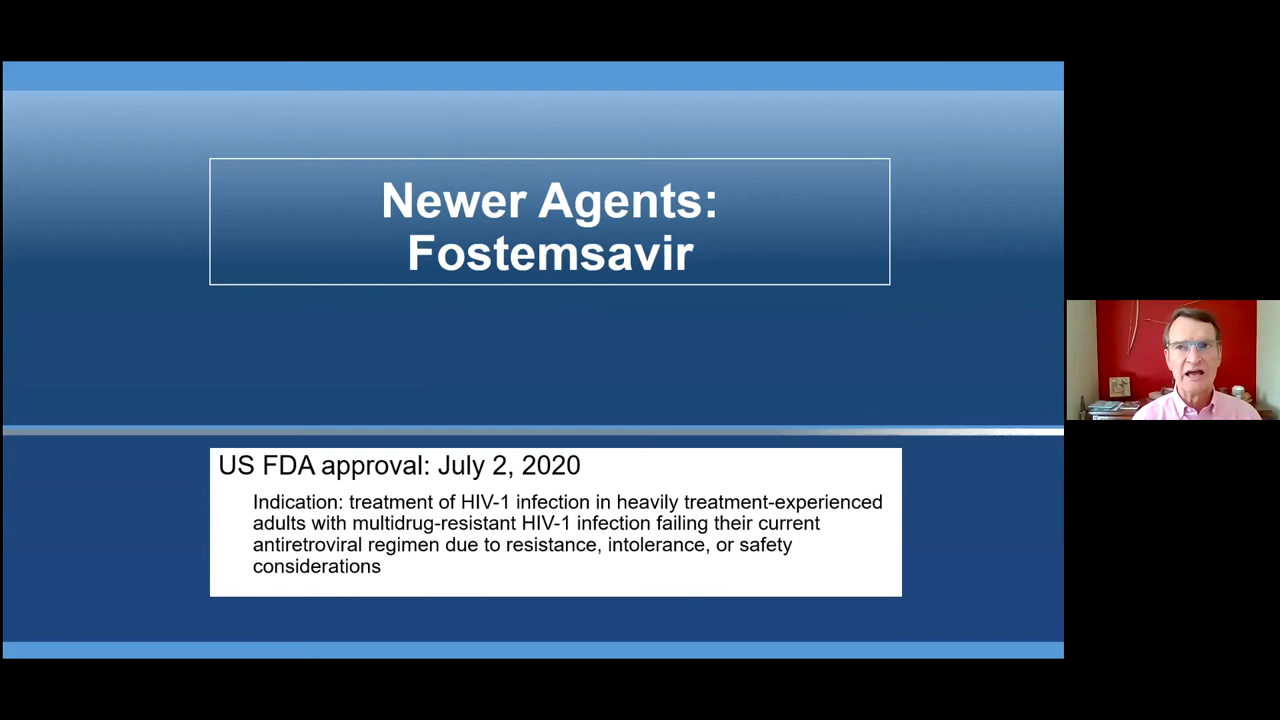 Newer Agents:
Fostemsavir
US FDA approval: July 2, 2020
Indication: treatment of HIV-1 infection in heavily treatment-experienced
adults with multidrug-resistant HIV-1 infection failing their current
antiretroviral regimen due to resistance, intolerance, or safety
considerations